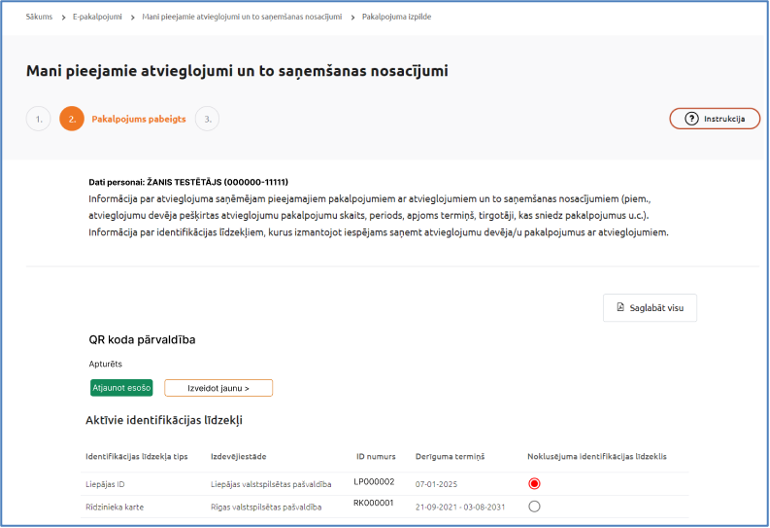 Sākums > E-pakalpojumi > Mani pieejamie atvieglojumi un to saņemšanas nosacījumi > Pakalpojuma izpilde
Mani pieejamie atvieglojumi un to saņemšanas nosacījumi
1. 2. Pakalpojums pabeigts 3. ? Instrukcija
Dati personai: ŽANIS TESTĒTĀJS (000000-11111)
Informācija par atvieglojuma saņēmējam pieejamajiem pakalpojumiem ar atvieglojumiem un to saņemšanas nosacījumiem (piem.,
atvieglojumu devēja pešķirtas atvieglojumu pakalpojumu skaits, periods, apjoms termiņš, tirgotāji, kas sniedz pakalpojumus u.c.).
Informācija par identifikācijas līdzekļiem, kurus izmantojot iespējams saņemt atvieglojumu devēja/u pakalpojumus ar atvieglojumiem.
Saglabāt visu
QR koda pārvaldība
Apturēts
Atjaunot esošo Izveidot jaunu >
Aktīvie identifikācijas līdzekļi
Identifikācijas līdzekļa tips Izdevējiestāde ID numurs Derīguma termiņš Noklusējuma identifikācijas līdzeklis
Liepājas ID Liepājas valstspilsētas pašvaldība LP000002 07-01-2025
Rīdzinieka karte Rīgas valstspilsētas pašvaldība RK000001 21-09-2021 - 03-08-2031